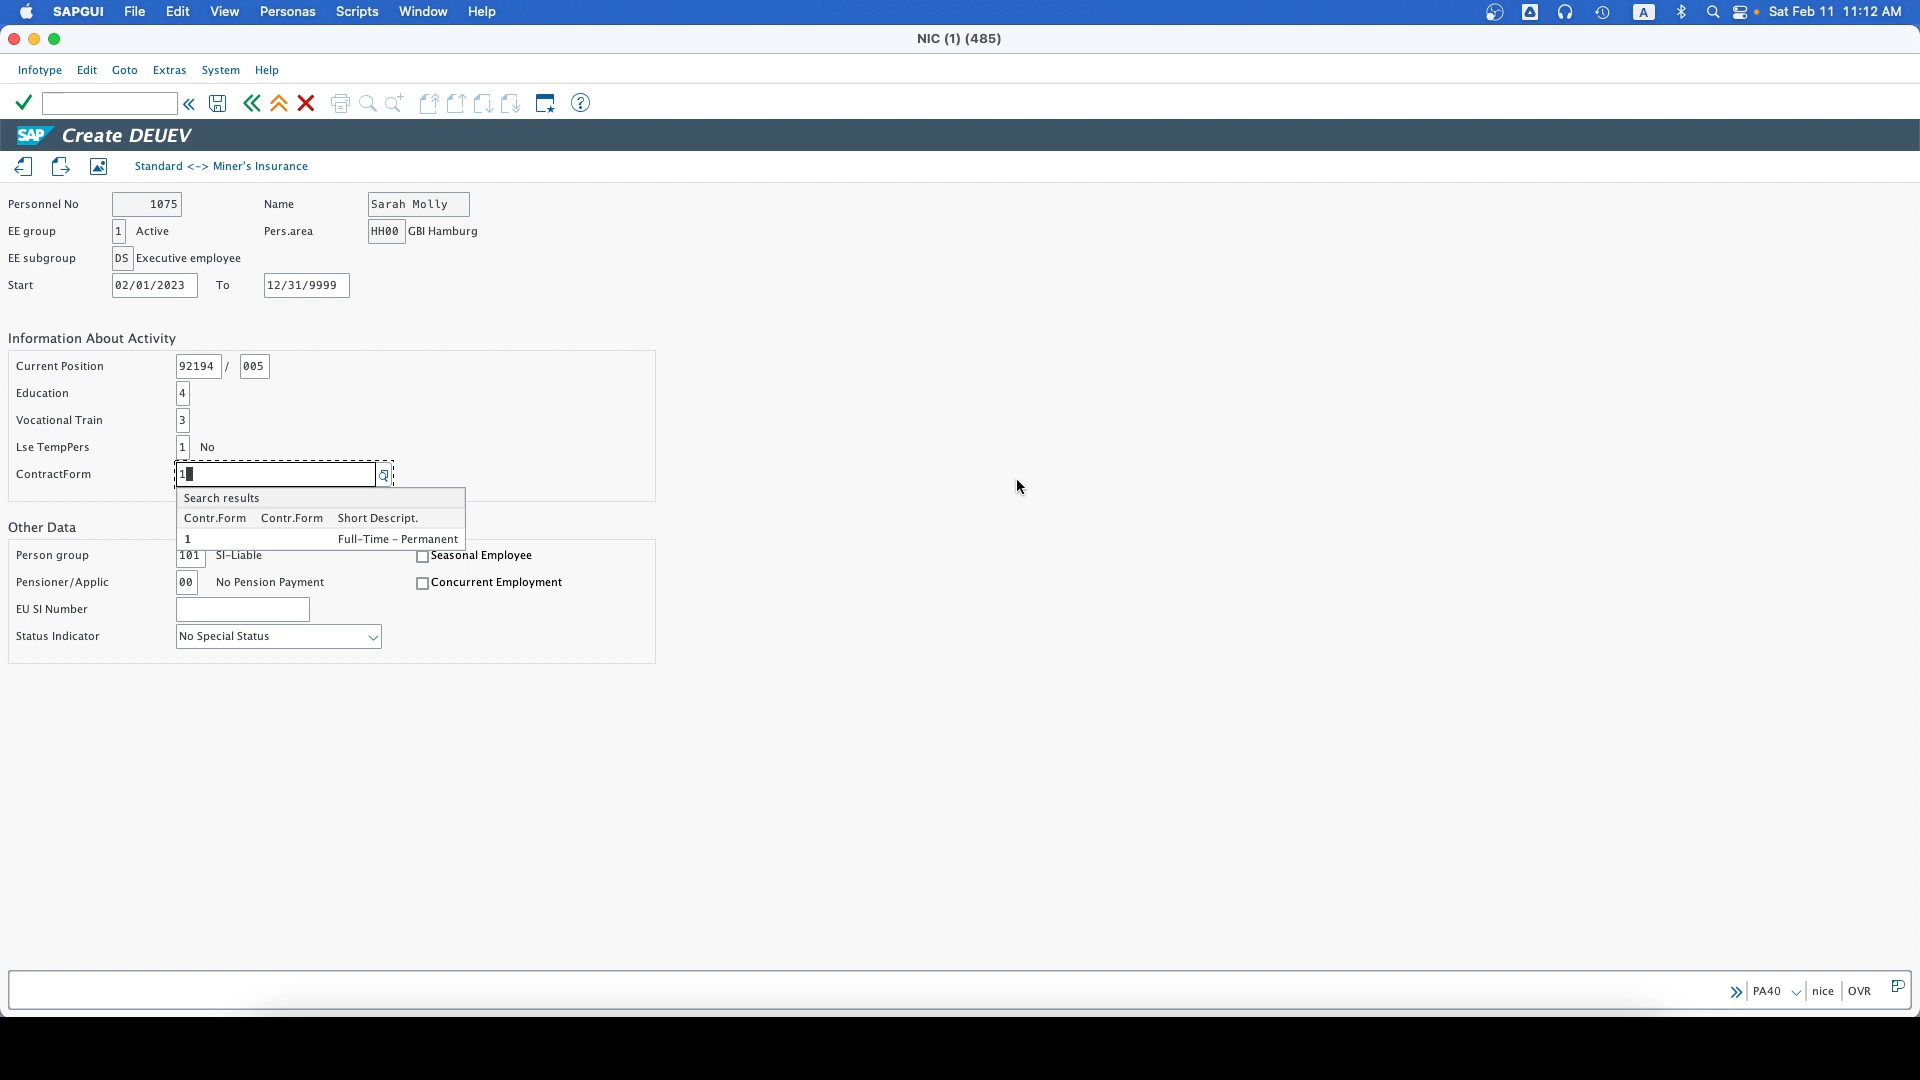 SAPGUI File Edit View Personas Scripts Window Help A Sat Feb 11 11:12 AM
NIC (1) (485)
Infotype Edit Goto Extras System Help
SAP Create DEUEV
Standard <-> Miner's Insurance
Personnel No 1075 Name Sarah Molly
EE group 1 Active Pers.area HH00 GBI Hamburg
EE subgroup DS Executive employee
Start 02/01/2023 To 12/31/9999
Information About Activity
Current Position 92194 / 005
Education 4
Vocational Train 3
Lse TempPers 1 No
ContractForm 1
Search results
Contr.Form Contr.Form Short Descript.
1 Full-Time - Permanent
Other Data
Person group 101 SI-Liable Seasonal Employee
Pensioner/Applic 00 No Pension Payment Concurrent Employment
EU SI Number
Status Indicator No Special Status
PA40 nice OVR